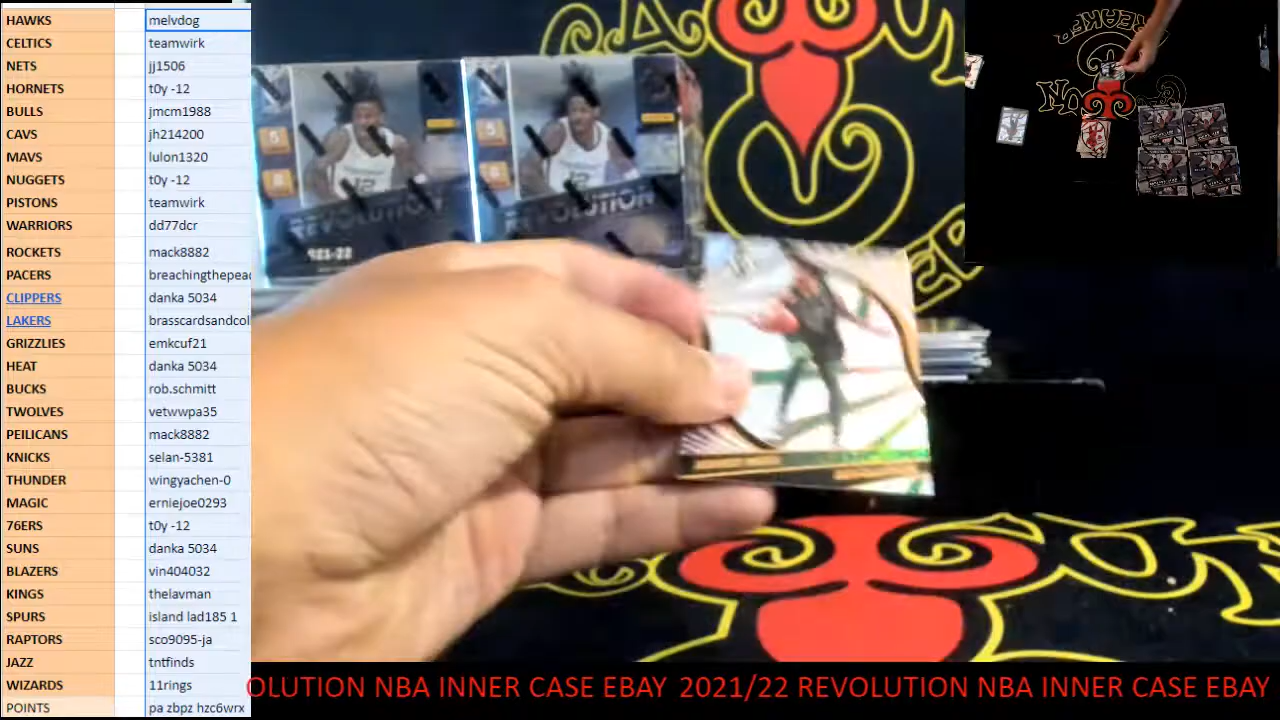 HAWKS melvdog
CELTICS teamwirk
NETS jj1506
HORNETS t0y -12
BULLS jmcm1988
CAVS jh214200
MAVS lulon1320
NUGGETS t0y -12
PISTONS teamwirk
WARRIORS dd77dcr
ROCKETS mack8882
PACERS breachingthepeac
CLIPPERS danka 5034
LAKERS brasscardsandcol
GRIZZLIES emkcuf21
HEAT danka 5034
BUCKS rob.schmitt
TWOLVES vetwwpa35
PEILICANS mack8882
KNICKS selan-5381
THUNDER wingyachen-0
MAGIC erniejoe0293
76ERS t0y -12
SUNS danka 5034
BLAZERS vin404032
KINGS thelavman
SPURS island lad185 1
RAPTORS sco9095-ja
JAZZ tntfinds
WIZARDS 11rings
POINTS pa zbpz hzc6wrx
REVOLUTION REVOLUTION
OLUTION NBA INNER CASE EBAY 2021/22 REVOLUTION NBA INNER CASE EBAY